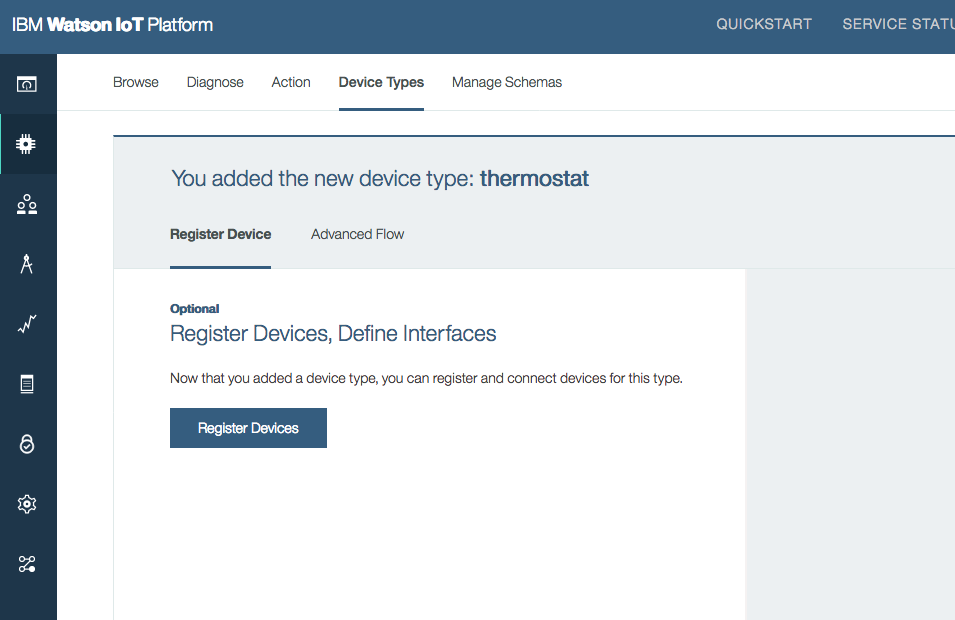 IBM Watson IoT Platform
QUICKSTART
SERVICE STATU
Browse
Diagnose
Action
Device Types
Manage Schemas
You added the new device type: thermostat
Register Device
Advanced Flow
Optional
Register Devices, Define Interfaces
Now that you added a device type, you can register and connect devices for this type.
Register Devices